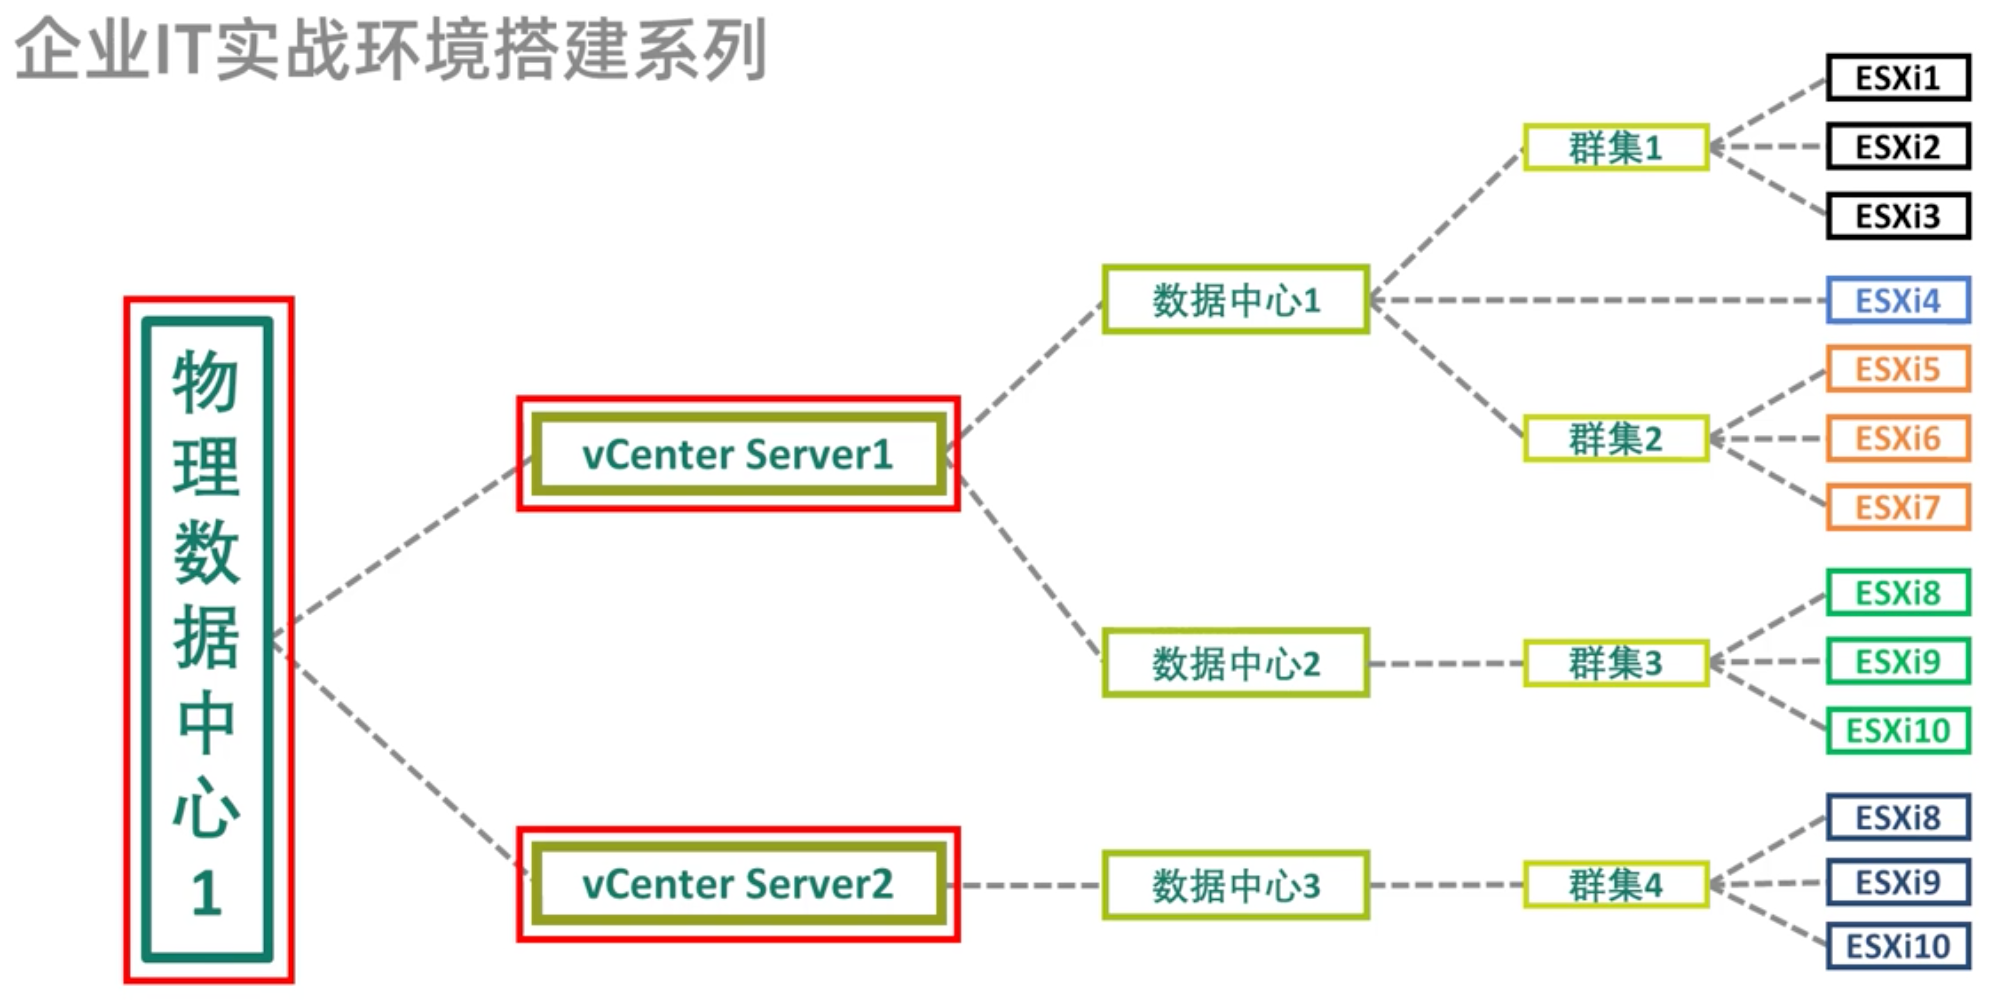 企业IT实战环境搭建系列
物理数据中心1
vCenter Server1
vCenter Server2
数据中心1
数据中心2
数据中心3
群集1
群集2
群集3
群集4
ESXi1
ESXi2
ESXi3
ESXi4
ESXi5
ESXi6
ESXi7
ESXi8
ESXi9
ESXi10
ESXi8
ESXi9
ESXi10